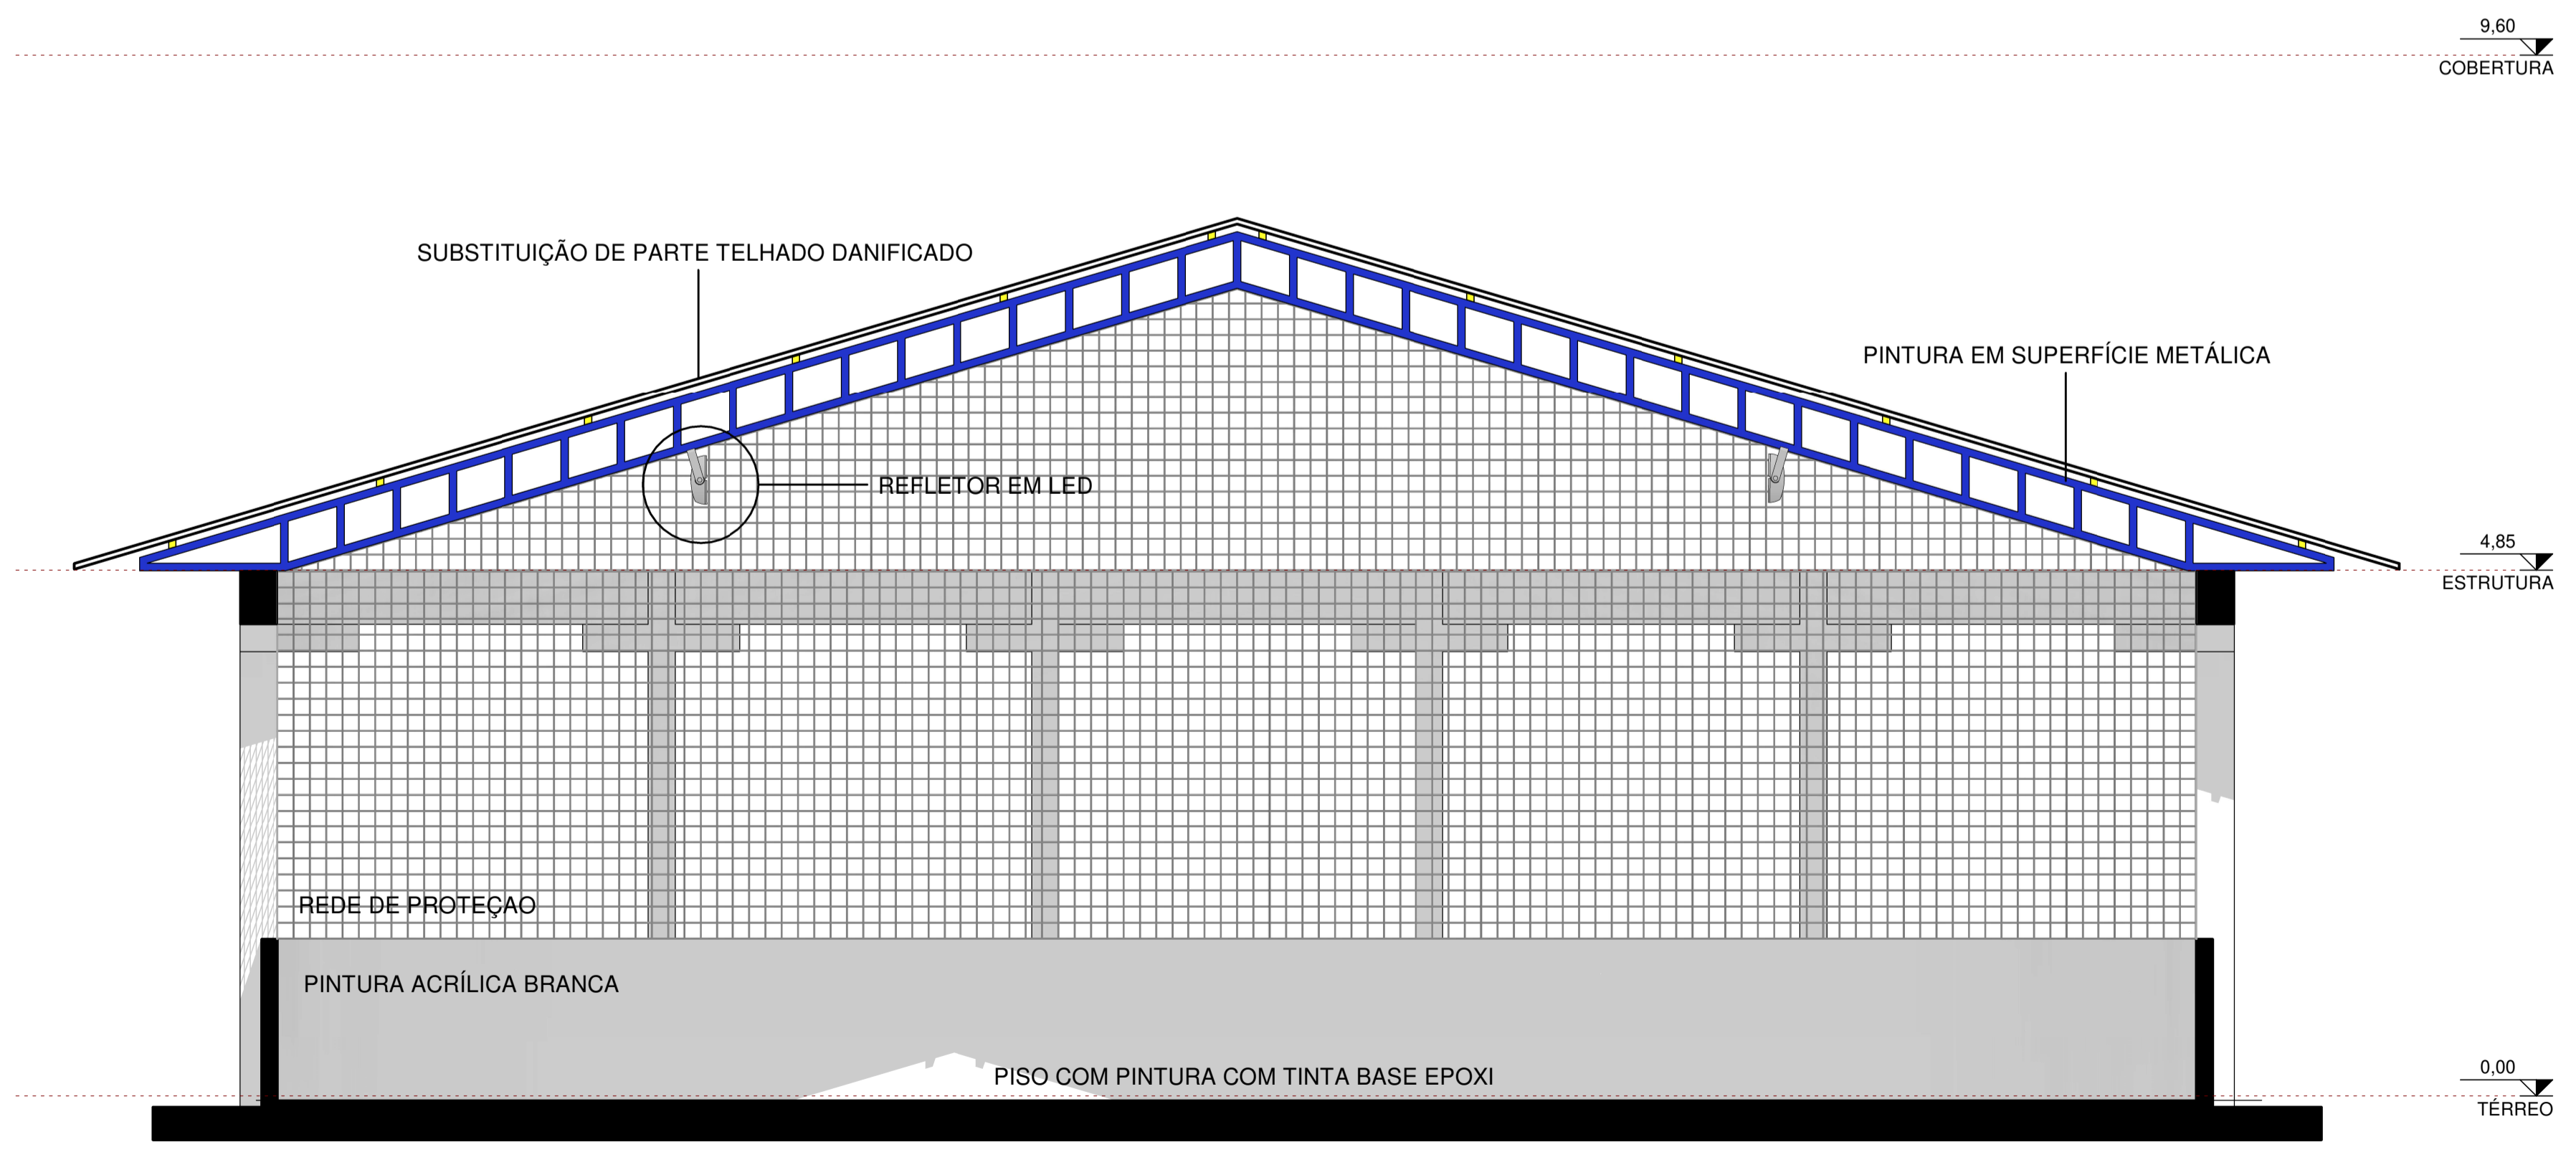 9,60
COBERTURA
SUBSTITUIÇÃO DE PARTE TELHADO DANIFICADO
PINTURA EM SUPERFÍCIE METÁLICA
REFLETOR EM LED
4,85
ESTRUTURA
REDE DE PROTEÇAO
PINTURA ACRÍLICA BRANCA
PISO COM PINTURA COM TINTA BASE EPOXI
0,00
TÉRREO